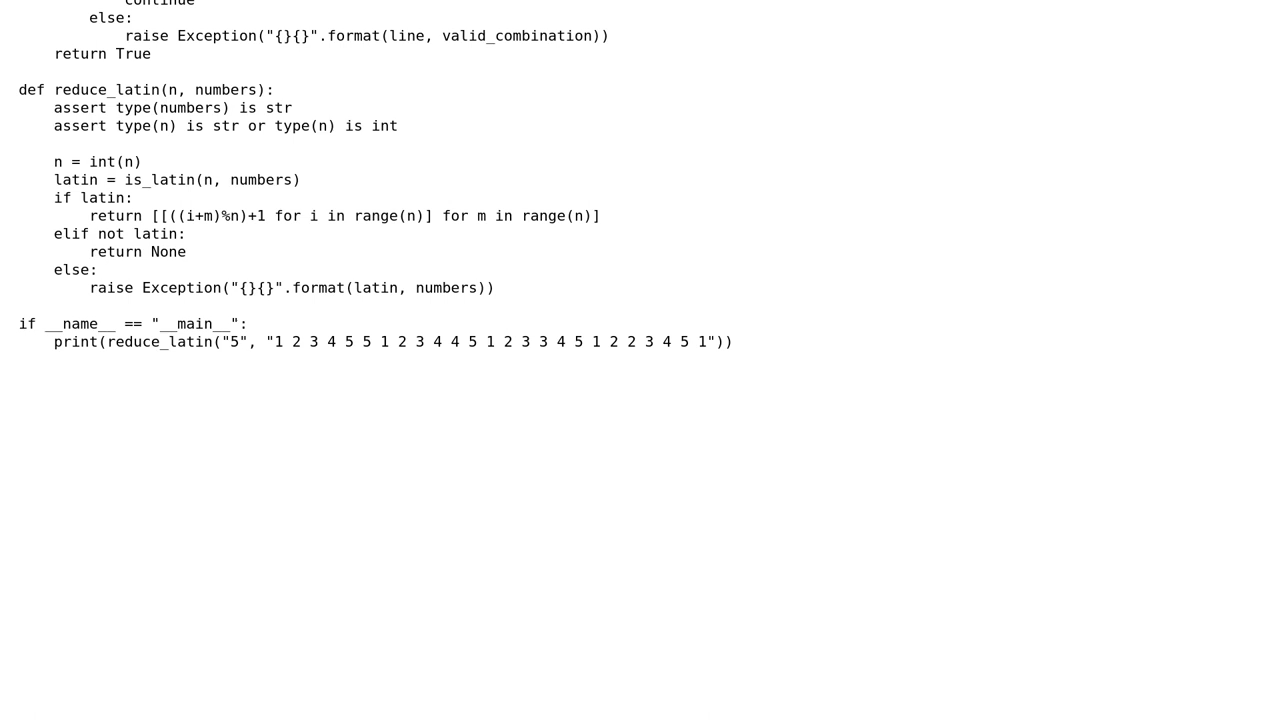 continue
        else:
            raise Exception("{}{}".format(line, valid_combination))
    return True

def reduce_latin(n, numbers):
    assert type(numbers) is str
    assert type(n) is str or type(n) is int

    n = int(n)
    latin = is_latin(n, numbers)
    if latin:
        return [[((i+m)%n)+1 for i in range(n)] for m in range(n)]
    elif not latin:
        return None
    else:
        raise Exception("{}{}".format(latin, numbers))

if __name__ == "__main__":
    print(reduce_latin("5", "1 2 3 4 5 5 1 2 3 4 4 5 1 2 3 3 4 5 1 2 2 3 4 5 1"))